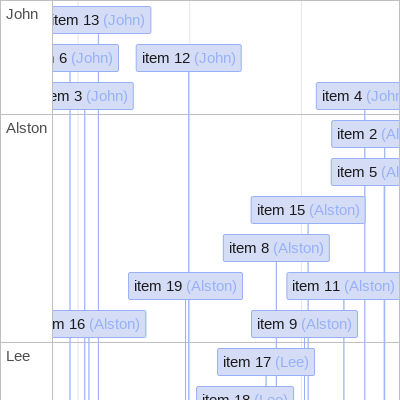 John
item 13 (John)
6 (John)
item 12 (John)
item 3 (John)
item 4 (John
Alston
item 2 (Al
item 5 (Al
item 15 (Alston)
item 8 (Alston)
item 19 (Alston)
item 11 (Alston)
item 16 (Alston)
item 9 (Alston)
Lee
item 17 (Lee)
item 18 (Lee)